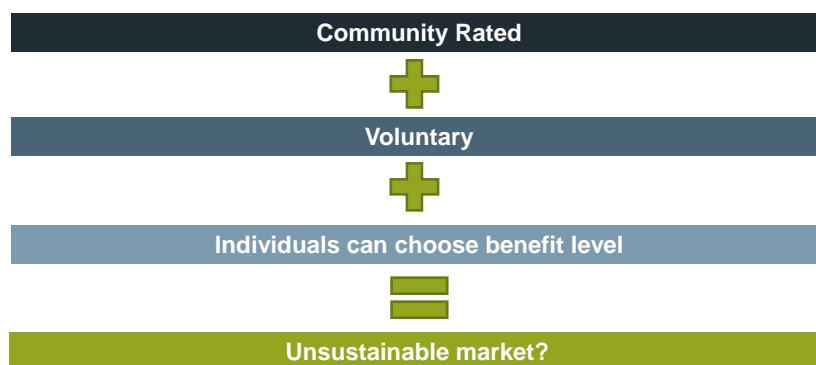 Community Rated
Voluntary
Individuals can choose benefit level
Unsustainable market?